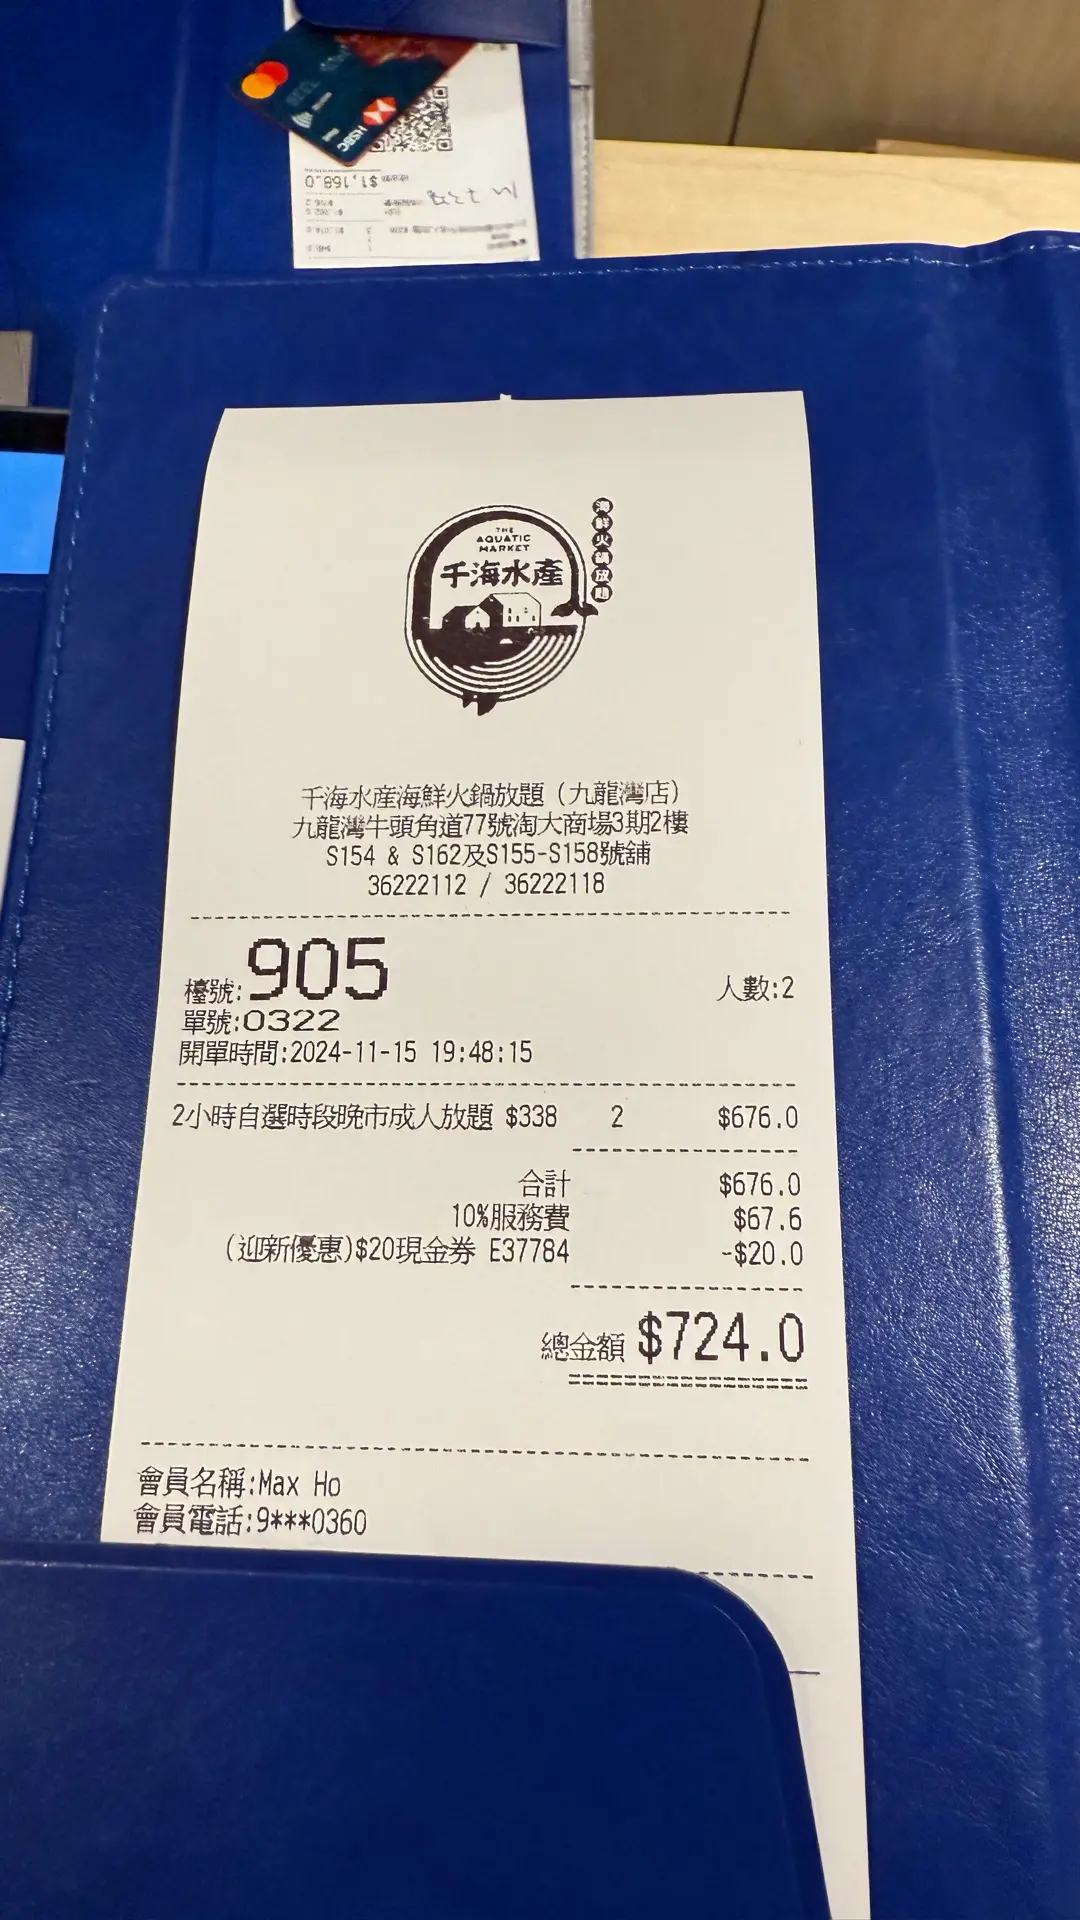 HSBC
$1,168.0
THE
AQUATIC
MARKET
千海水產
海鮮火鍋放題
千海水產海鮮火鍋放題（九龍灣店）
九龍灣牛頭角道77號淘大商場3期2樓
S154 & S162及S155-S158號舖
36222112 / 36222118
檯號:905
人數:2
單號:0322
開單時間:2024-11-15 19:48:15
2小時自選時段晚市成人放題 $338 2 $676.0
合計 $676.0
10%服務費 $67.6
(迎新優惠)$20現金券 E37784 -$20.0
總金額 $724.0
會員名稱:Max Ho
會員電話:9***0360